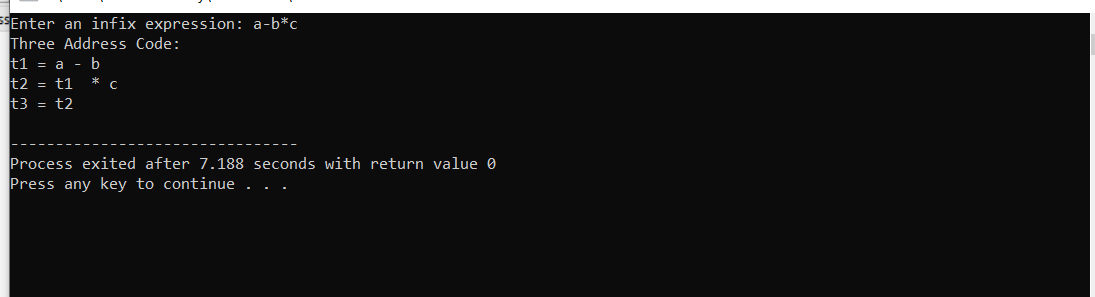 Enter an infix expression: a-b*c
Three Address Code:
t1 = a - b
t2 = t1  * c
t3 = t2
--------------------------------
Process exited after 7.188 seconds with return value 0
Press any key to continue . . .